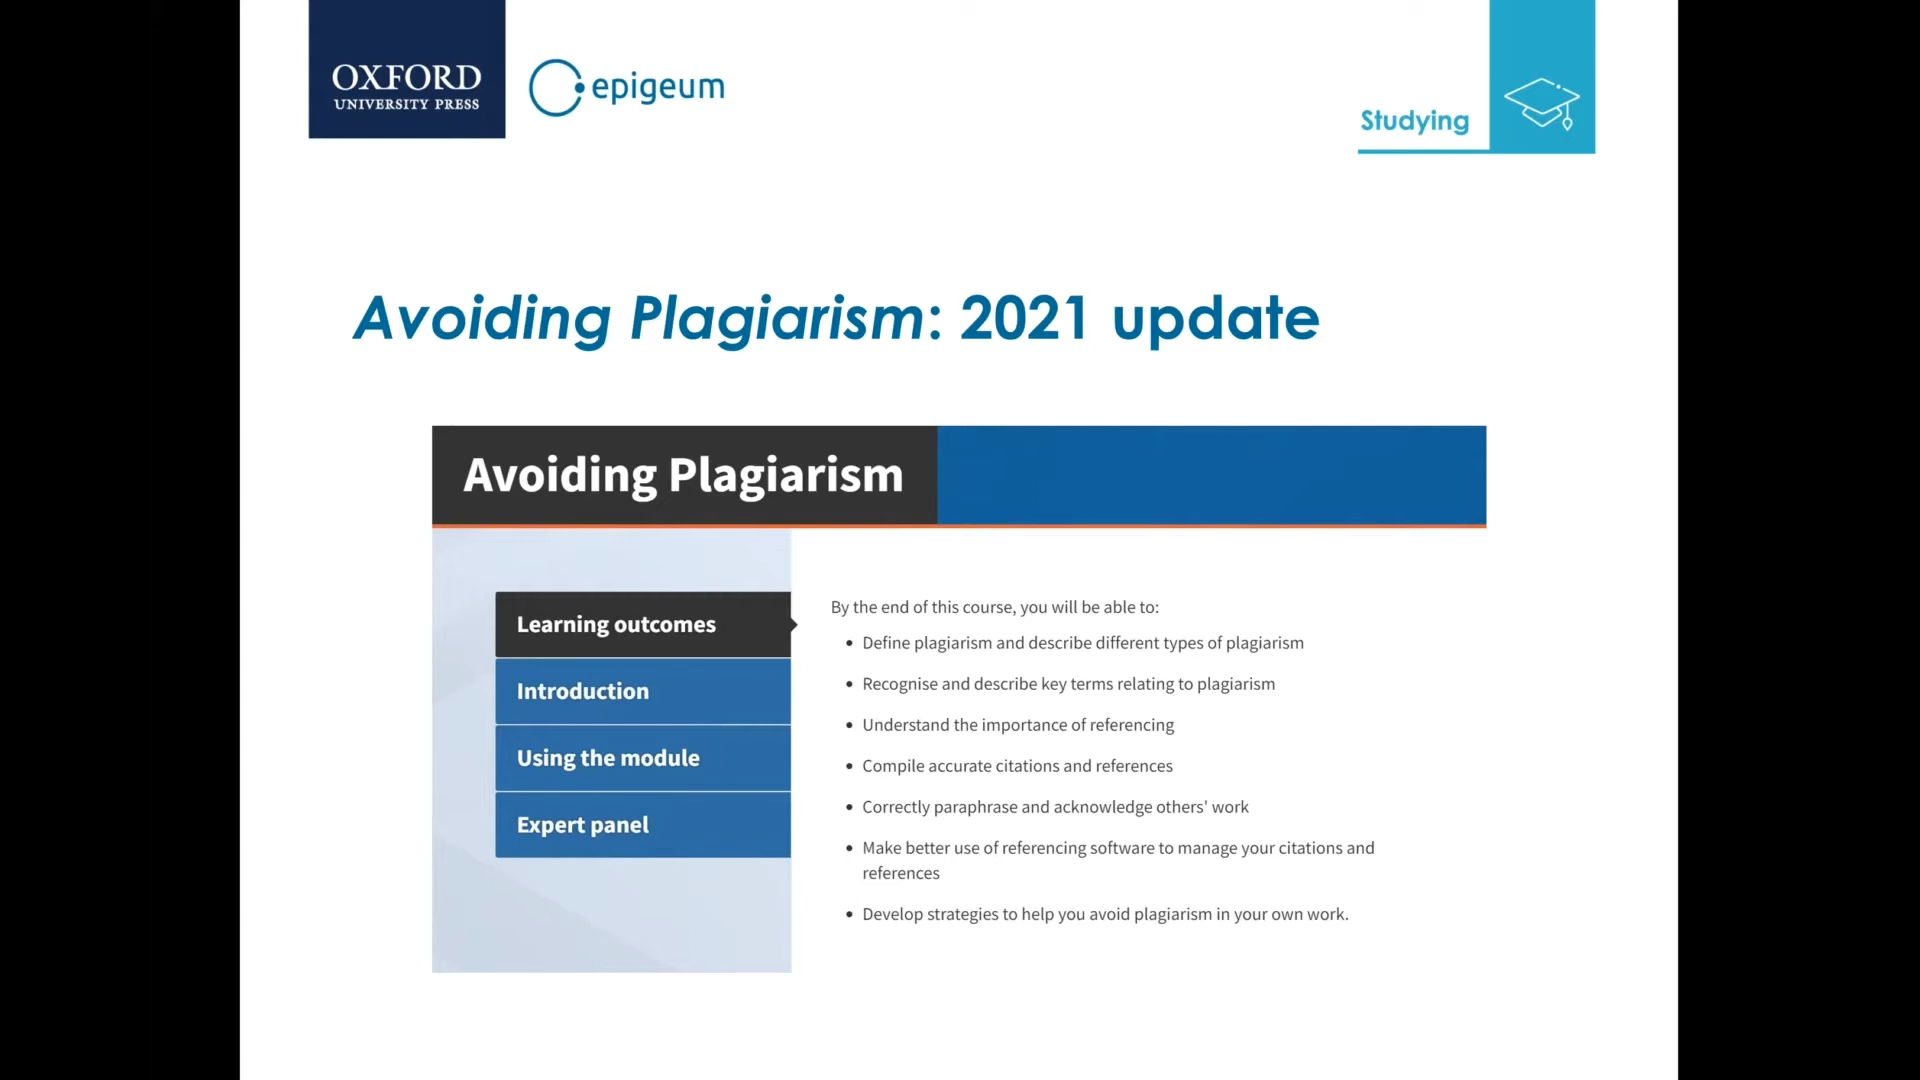 OXFORD
UNIVERSITY PRESS
epigeum
Studying
Avoiding Plagiarism: 2021 update
Avoiding Plagiarism
Learning outcomes
Introduction
Using the module
Expert panel
By the end of this course, you will be able to:
• Define plagiarism and describe different types of plagiarism
• Recognise and describe key terms relating to plagiarism
• Understand the importance of referencing
• Compile accurate citations and references
• Correctly paraphrase and acknowledge others' work
• Make better use of referencing software to manage your citations and
references
• Develop strategies to help you avoid plagiarism in your own work.